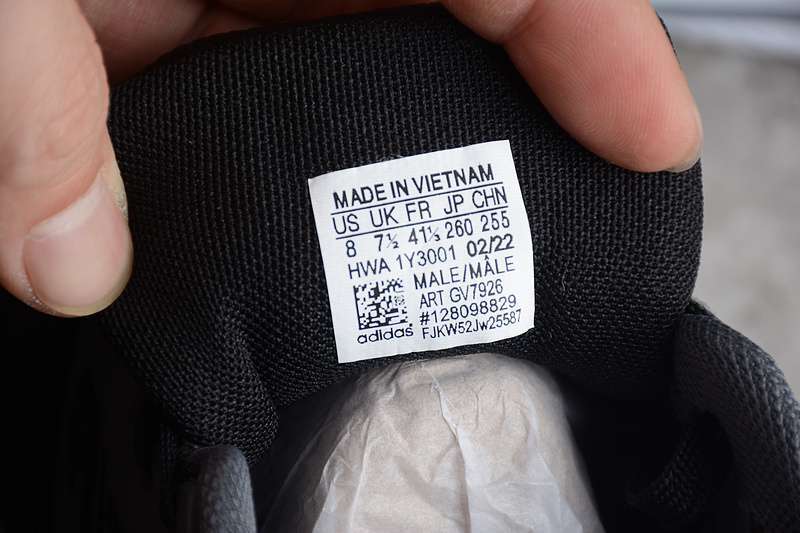 MADE IN VIETNAM
US UK FR JP CHN
8 7½ 41⅓ 260 255
HWA 1Y3001 02/22
MALE/MÂLE
ART GV7926
#128098829
FJKW52Jw25587
adidas